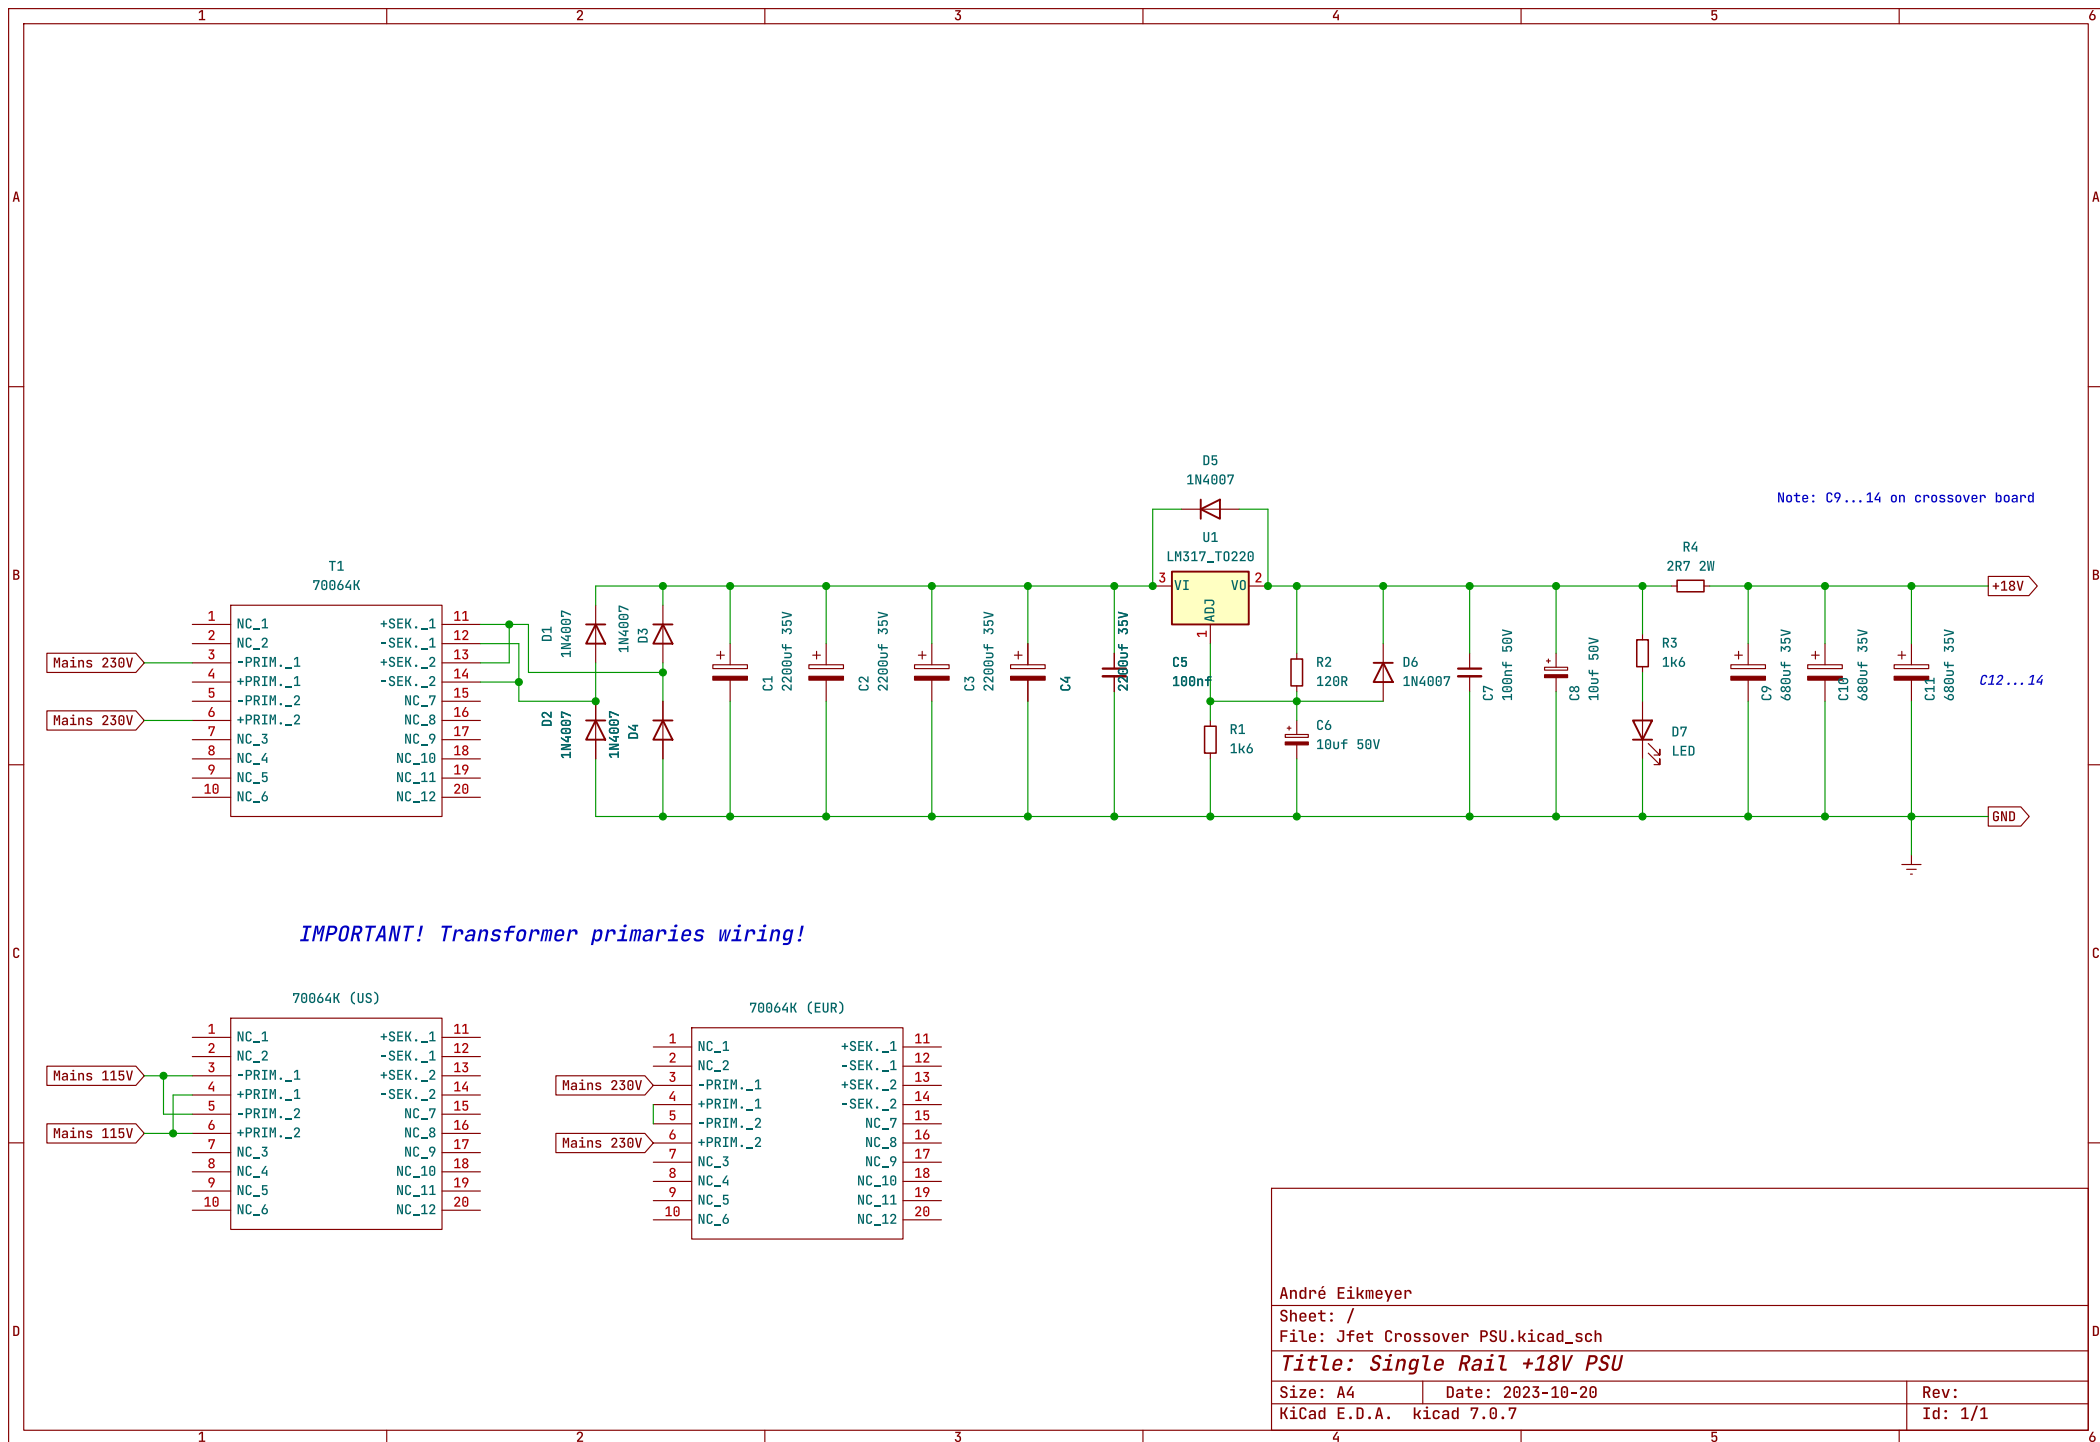 1 2 3 4 5 6
A A
B B
C C
D D
1 2 3 4 5 6
D5
1N4007
U1
LM317_TO220
3 VI VO 2
ADJ
1
Note: C9...14 on crossover board
R4
2R7 2W
+18V
GND
T1
70064K
Mains 230V
Mains 230V
1 NC_1 +SEK._1 11
2 NC_2 -SEK._1 12
3 -PRIM._1 +SEK._2 13
4 +PRIM._1 -SEK._2 14
5 -PRIM._2 NC_7 15
6 +PRIM._2 NC_8 16
7 NC_3 NC_9 17
8 NC_4 NC_10 18
9 NC_5 NC_11 19
10 NC_6 NC_12 20
D1
1N4007
1N4007
D3
D2
1N4007
1N4007
D4
C1
2200uf 35V
C2
2200uf 35V
C3
2200uf 35V
C4
2200uf 35V
C5
100nf
R2
120R
D6
1N4007
R1
1k6
C6
10uf 50V
C7
100nf 50V
C8
10uf 50V
R3
1k6
D7
LED
C9
680uf 35V
C10
680uf 35V
C11
680uf 35V
C12...14
IMPORTANT! Transformer primaries wiring!
70064K (US)
Mains 115V
Mains 115V
1 NC_1 +SEK._1 11
2 NC_2 -SEK._1 12
3 -PRIM._1 +SEK._2 13
4 +PRIM._1 -SEK._2 14
5 -PRIM._2 NC_7 15
6 +PRIM._2 NC_8 16
7 NC_3 NC_9 17
8 NC_4 NC_10 18
9 NC_5 NC_11 19
10 NC_6 NC_12 20
70064K (EUR)
Mains 230V
Mains 230V
1 NC_1 +SEK._1 11
2 NC_2 -SEK._1 12
3 -PRIM._1 +SEK._2 13
4 +PRIM._1 -SEK._2 14
5 -PRIM._2 NC_7 15
6 +PRIM._2 NC_8 16
7 NC_3 NC_9 17
8 NC_4 NC_10 18
9 NC_5 NC_11 19
10 NC_6 NC_12 20
André Eikmeyer
Sheet: /
File: Jfet Crossover PSU.kicad_sch
Title: Single Rail +18V PSU
Size: A4 Date: 2023-10-20 Rev:
KiCad E.D.A. kicad 7.0.7 Id: 1/1